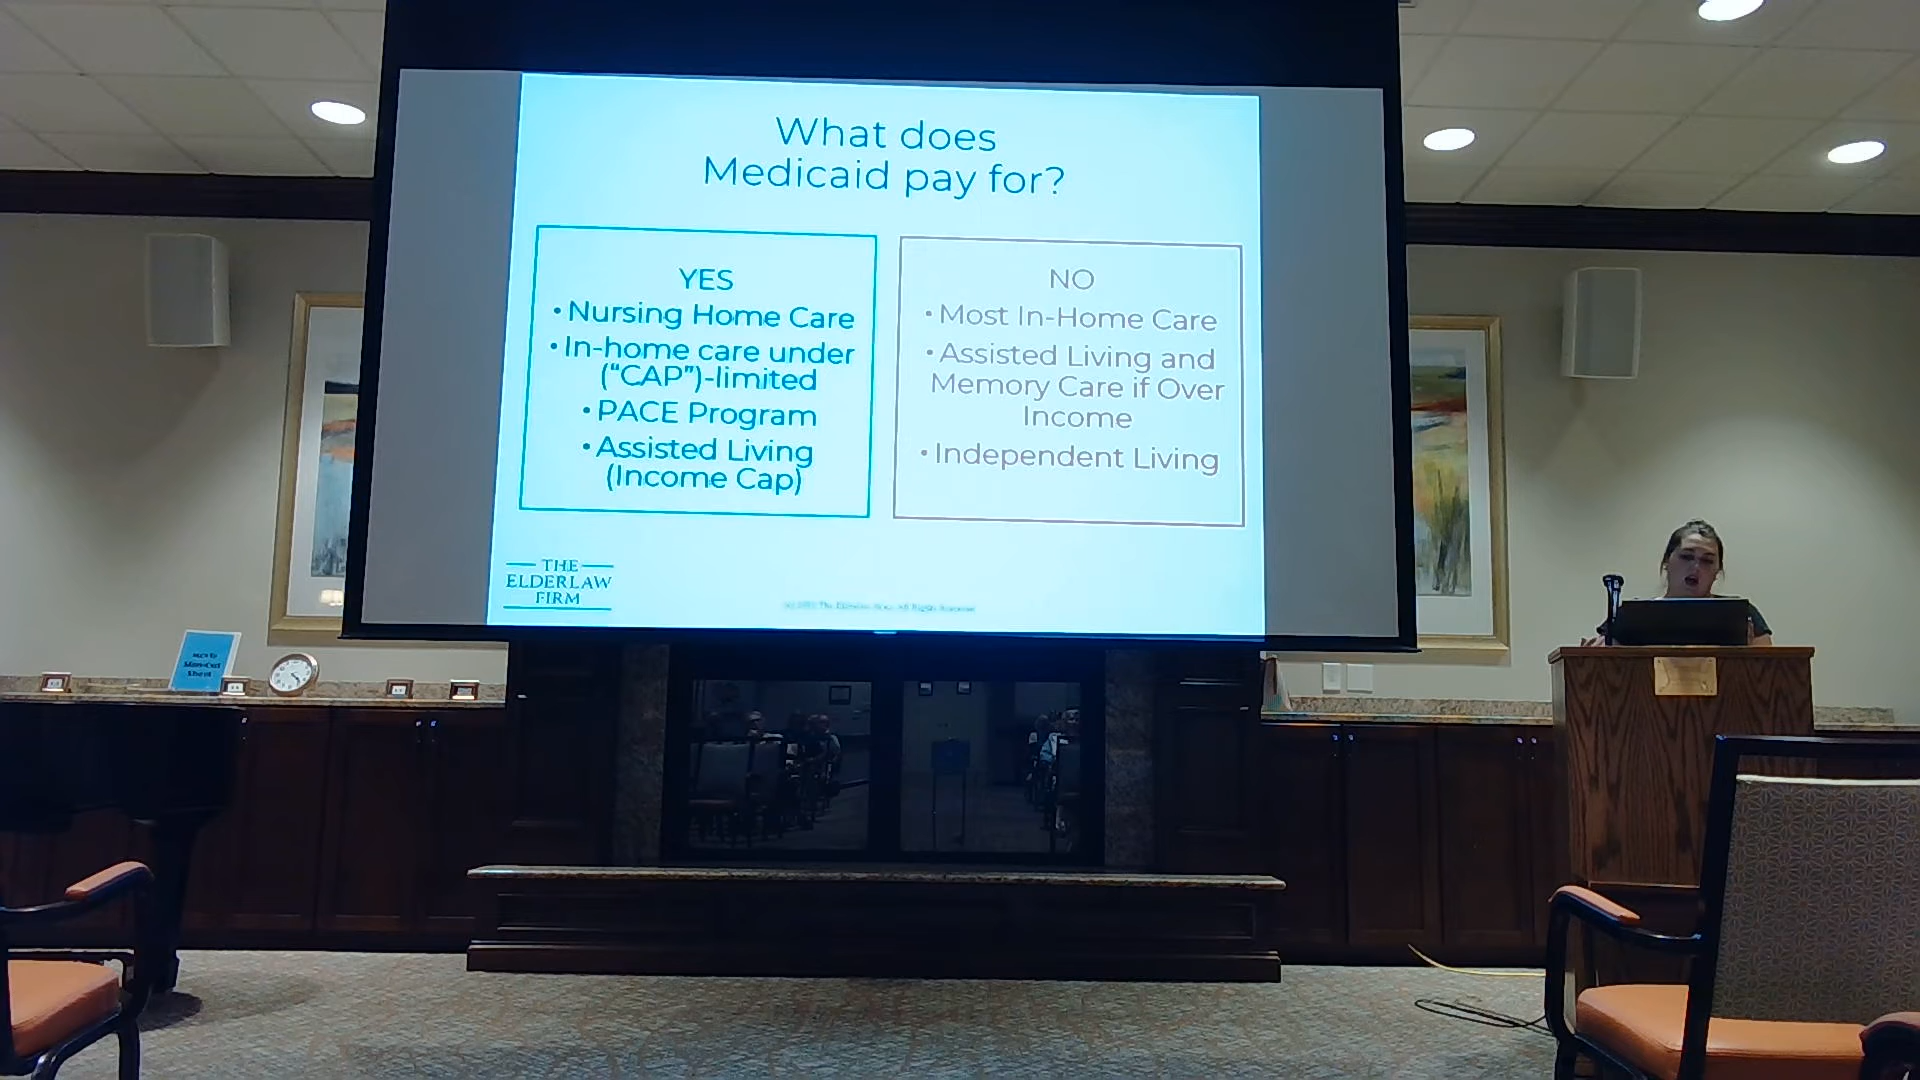 What does
Medicaid pay for?
YES
• Nursing Home Care
• In-home care under
("CAP")-limited
• PACE Program
• Assisted Living
(Income Cap)
NO
• Most In-Home Care
• Assisted Living and
Memory Care if Over
Income
• Independent Living
THE
ELDERLAW
FIRM